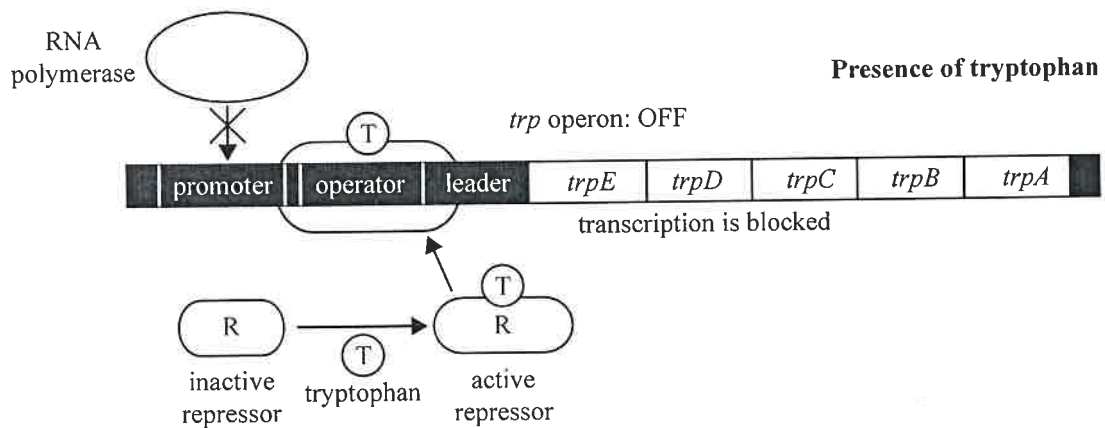 RNA
polymerase
Presence of tryptophan
trp operon: OFF
T
promoter operator leader trpE trpD trpC trpB trpA
transcription is blocked
T
R R
T
inactive
repressor
tryptophan
active
repressor